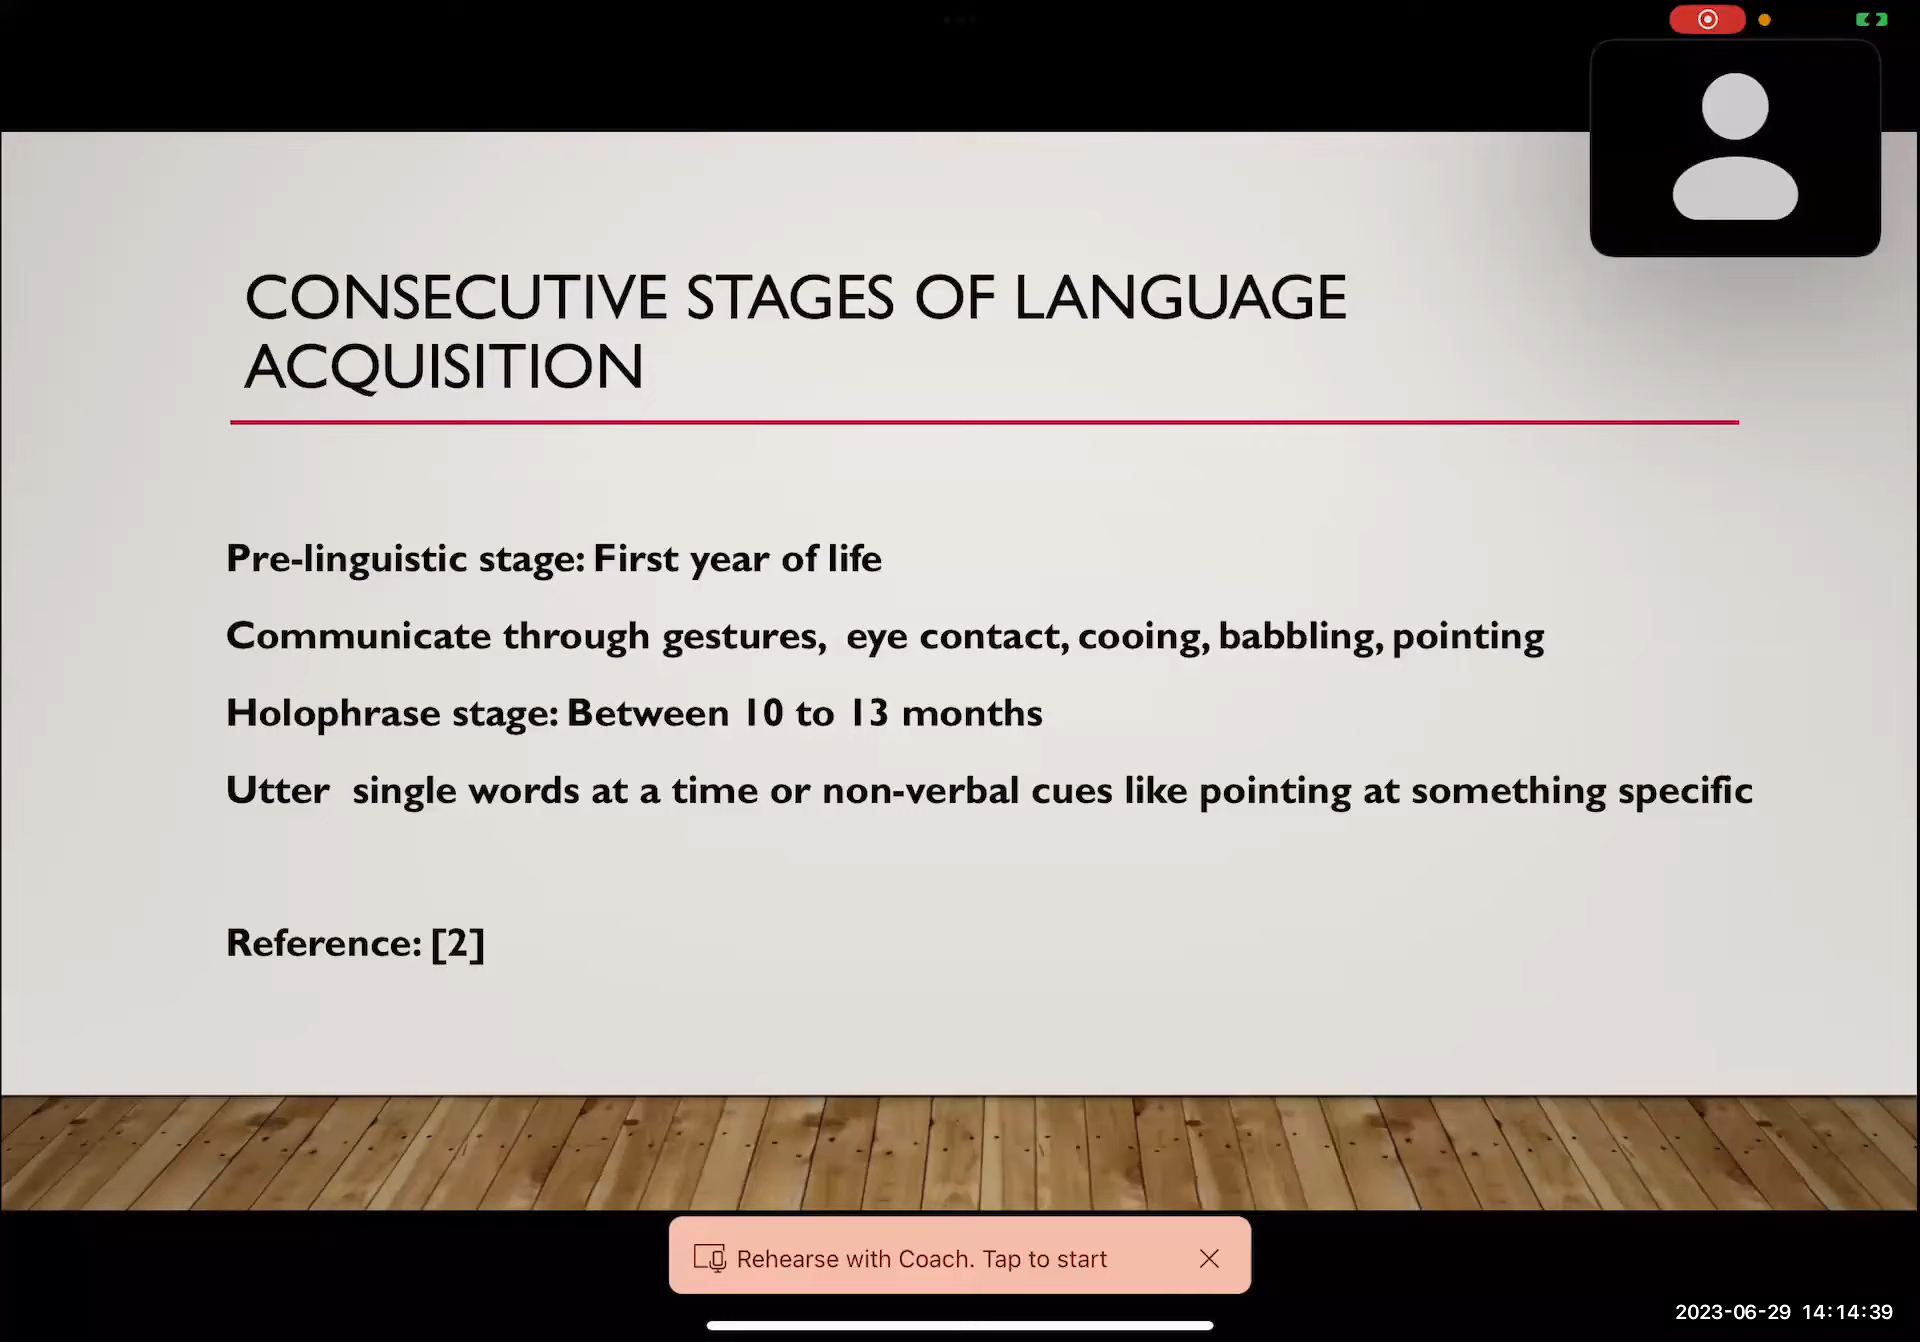 CONSECUTIVE STAGES OF LANGUAGE
ACQUISITION
Pre-linguistic stage: First year of life
Communicate through gestures, eye contact, cooing, babbling, pointing
Holophrase stage: Between 10 to 13 months
Utter single words at a time or non-verbal cues like pointing at something specific
Reference: [2]
Rehearse with Coach. Tap to start
2023-06-29 14:14:39